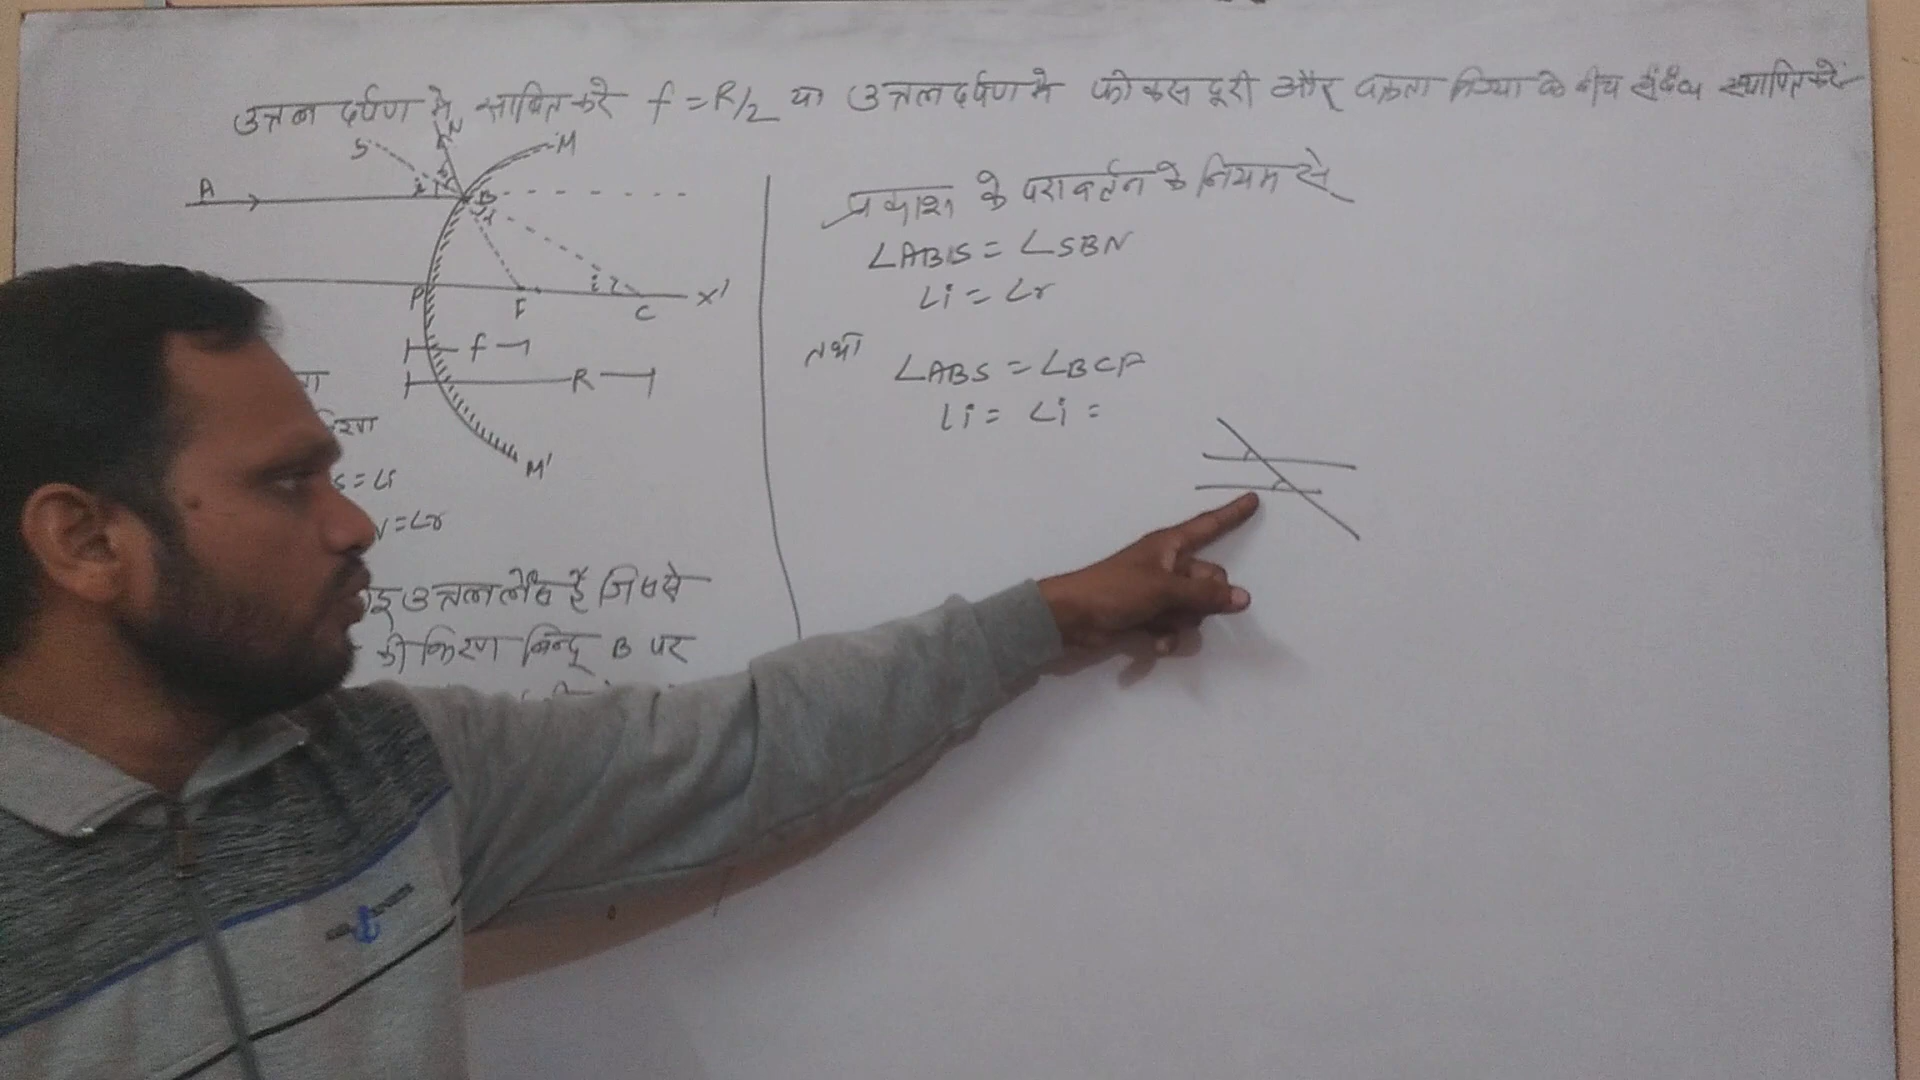 उत्तल दर्पण मे साबित करे f = R/2 या उत्तल दर्पण मे फोकस दूरी और वक्रता त्रिज्या के बीच संबंध स्थापित करें
S N M
A B
r
i r
P F C X'
f
R
M'
S = ∠i
N = ∠r
उत्तल लेंस है जिससे
की किरण बिन्दू B पर
प्रकाश के परावर्तन के नियम से
∠ABS = ∠SBN
∠i = ∠r
तथा
∠ABS = ∠BCF
∠i = ∠i =